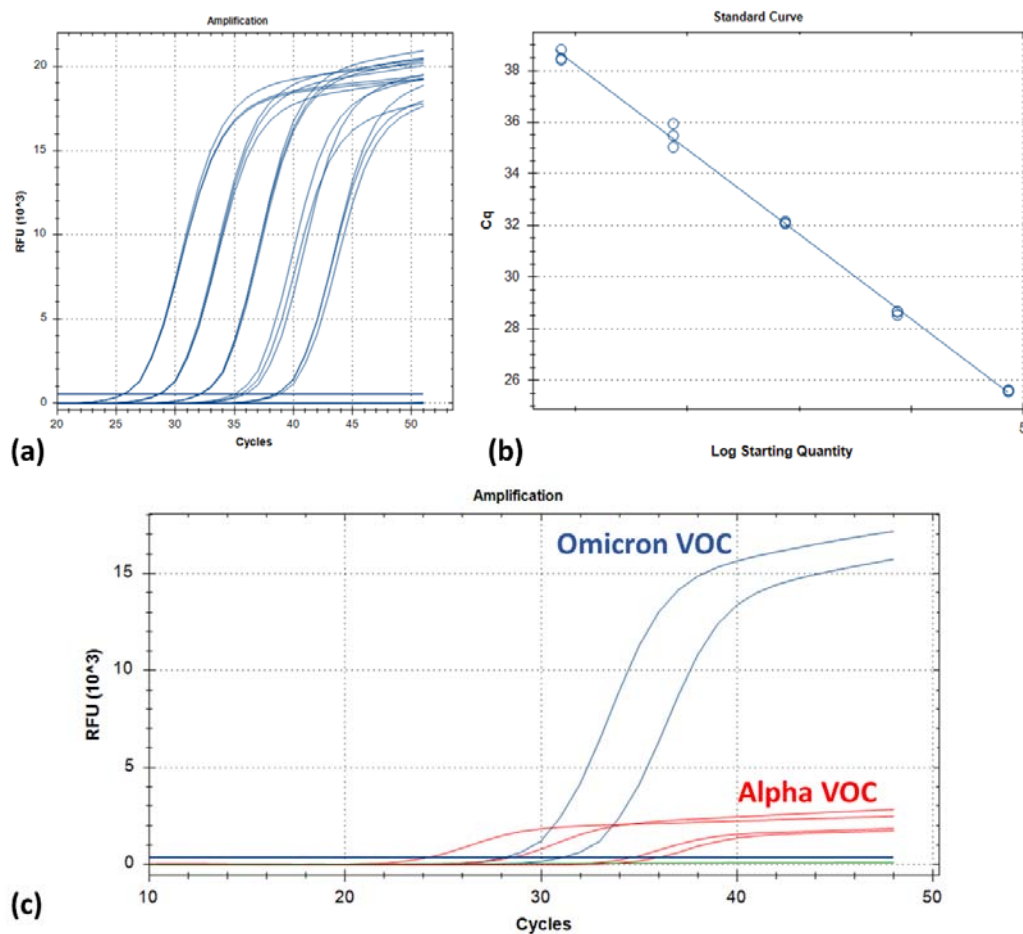 Amplification
RFU (10^3)
20
15
10
5
0
20 25 30 35 40 45 50
Cycles
(a)
Standard Curve
Cq
38
36
34
32
30
28
26
5
Log Starting Quantity
(b)
Amplification
RFU (10^3)
15
10
5
0
Omicron VOC
Alpha VOC
10 20 30 40 50
Cycles
(c)